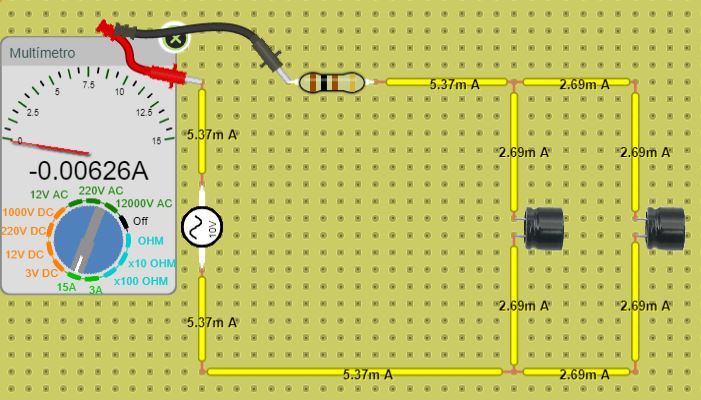 Multímetro
0
2.5
5
7.5
10
12.5
15
-0.00626A
12V AC
220V AC
12000V AC
1000V DC
Off
220V DC
OHM
12V DC
x10 OHM
3V DC
x100 OHM
15A
3A
5.37m A
2.69m A
5.37m A
2.69m A
2.69m A
10V
5.37m A
2.69m A
2.69m A
5.37m A
2.69m A